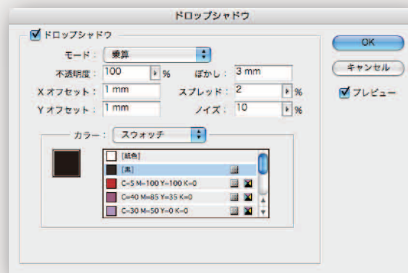 ドロップシャドウ
ドロップシャドウ
OK
キャンセル
プレビュー
モード： 乗算
不透明度： 100 % ぼかし： 3 mm
X オフセット： 1 mm スプレッド： 2 %
Y オフセット： 1 mm ノイズ： 10 %
カラー： スウォッチ
[紙色]
[黒]
C=5 M=100 Y=100 K=0
C=40 M=85 Y=35 K=0
C=30 M=50 Y=0 K=0